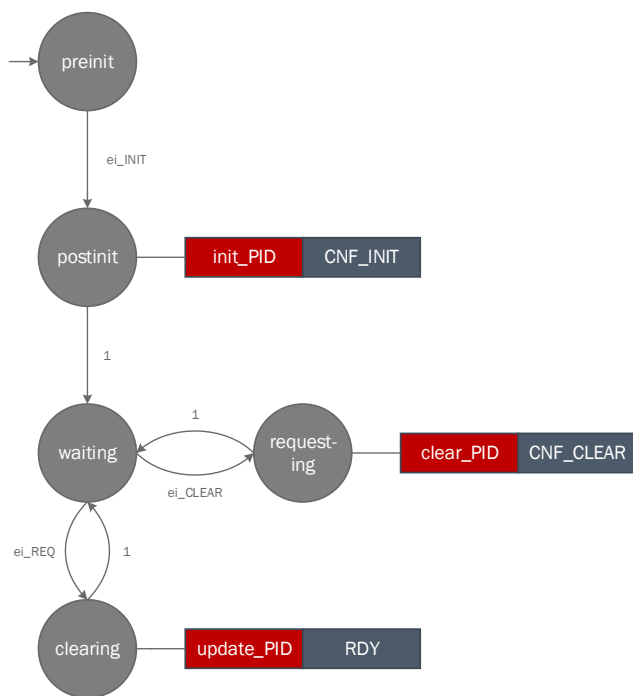 preinit
ei_INIT
postinit
init_PID
CNF_INIT
1
waiting
1
ei_CLEAR
request-
ing
clear_PID
CNF_CLEAR
ei_REQ
1
clearing
update_PID
RDY